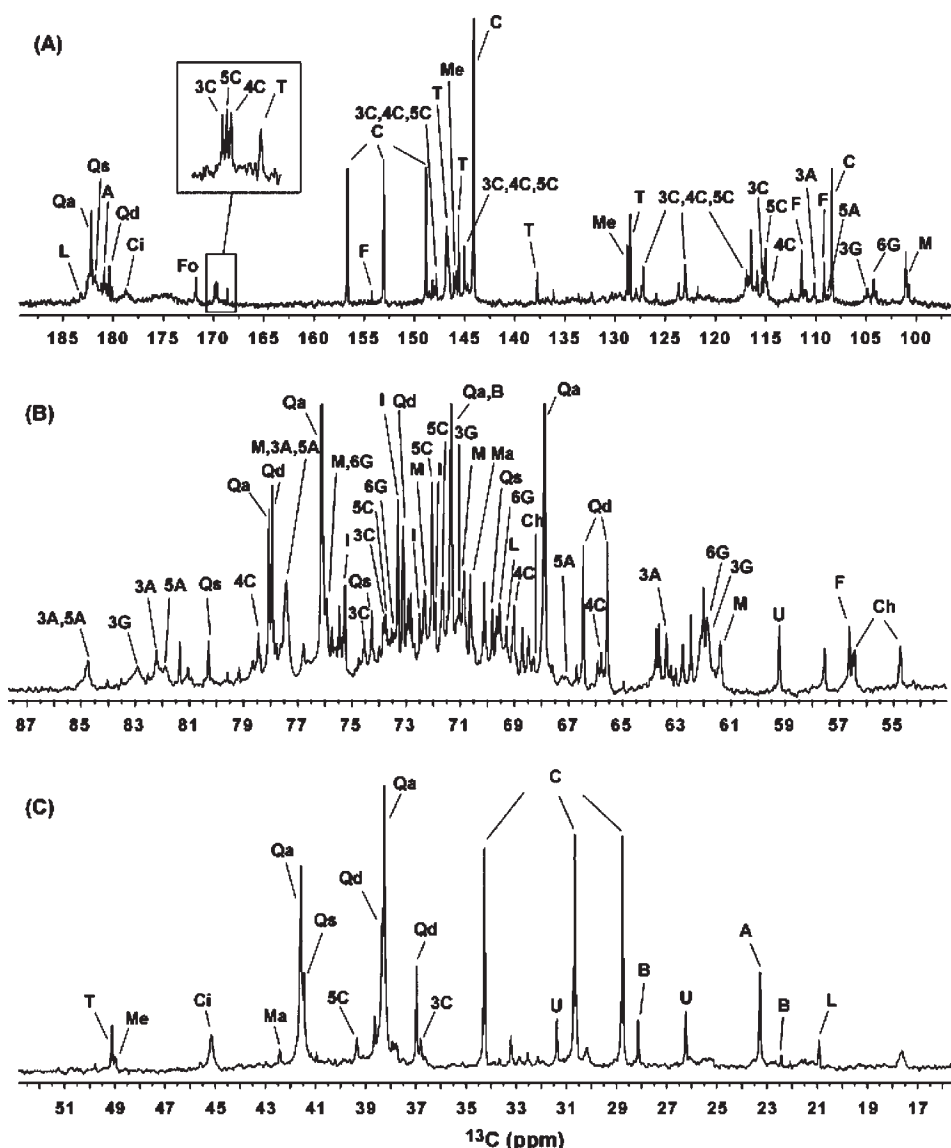 (A)
C
5C
3C 4C T
Me
T
3C,4C,5C
C
T
3C,4C,5C
Qs
A
Qa
Qd
L
Ci
Fo
F
T
Me
T
3C,4C,5C
3C
5C
4C
3A
F
F
C
5A
3G
6G
M
185 180 175 170 165 160 155 150 145 140 135 130 125 120 115 110 105 100
(B)
Qa
I
Qd
Qa,B
5C
5C
3G
Qa
M,3A,5A
Qd
Qa
M,6G
M
I
M
Ma
Qs
6G
5C
3C
I
I
6G
L
Ch
4C
Qd
3A,5A
3G
3A
5A
Qs
4C
Qs
3C
5A
4C
3A
6G
3G
M
U
F
Ch
87 85 83 81 79 77 75 73 71 69 67 65 63 61 59 57 55
(C)
Qa
C
Qa
Qs
Qd
Qd
T
Me
Ci
Ma
5C
3C
U
B
U
A
B
L
51 49 47 45 43 41 39 37 35 33 31 29 27 25 23 21 19 17
13C (ppm)